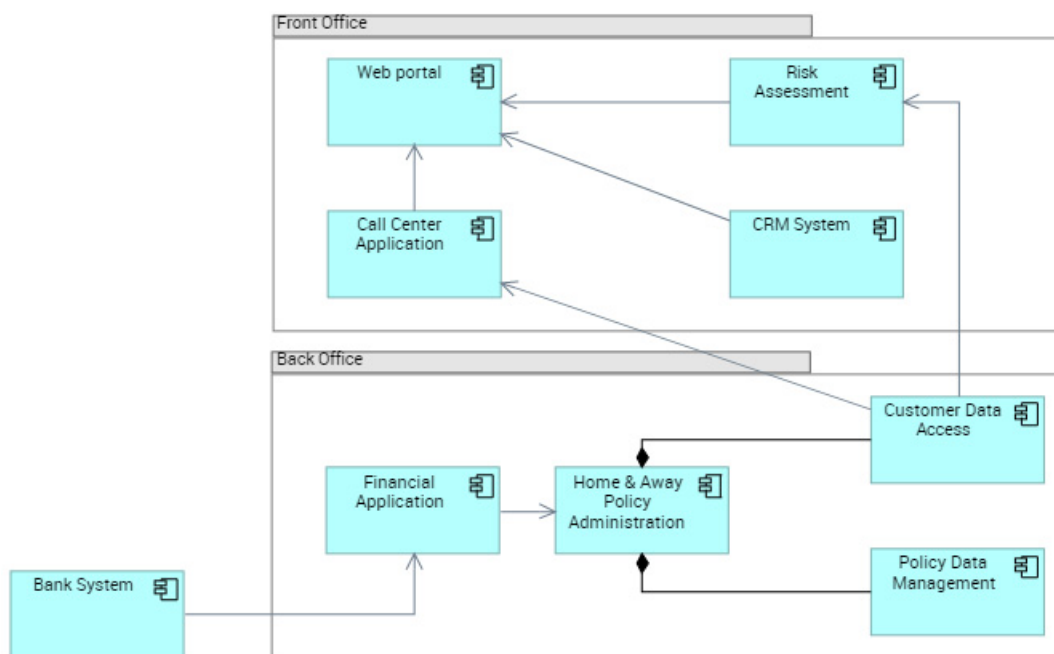 Front Office
Web portal
Risk
Assessment
Call Center
Application
CRM System
Back Office
Customer Data
Access
Financial
Application
Home & Away
Policy
Administration
Bank System
Policy Data
Management